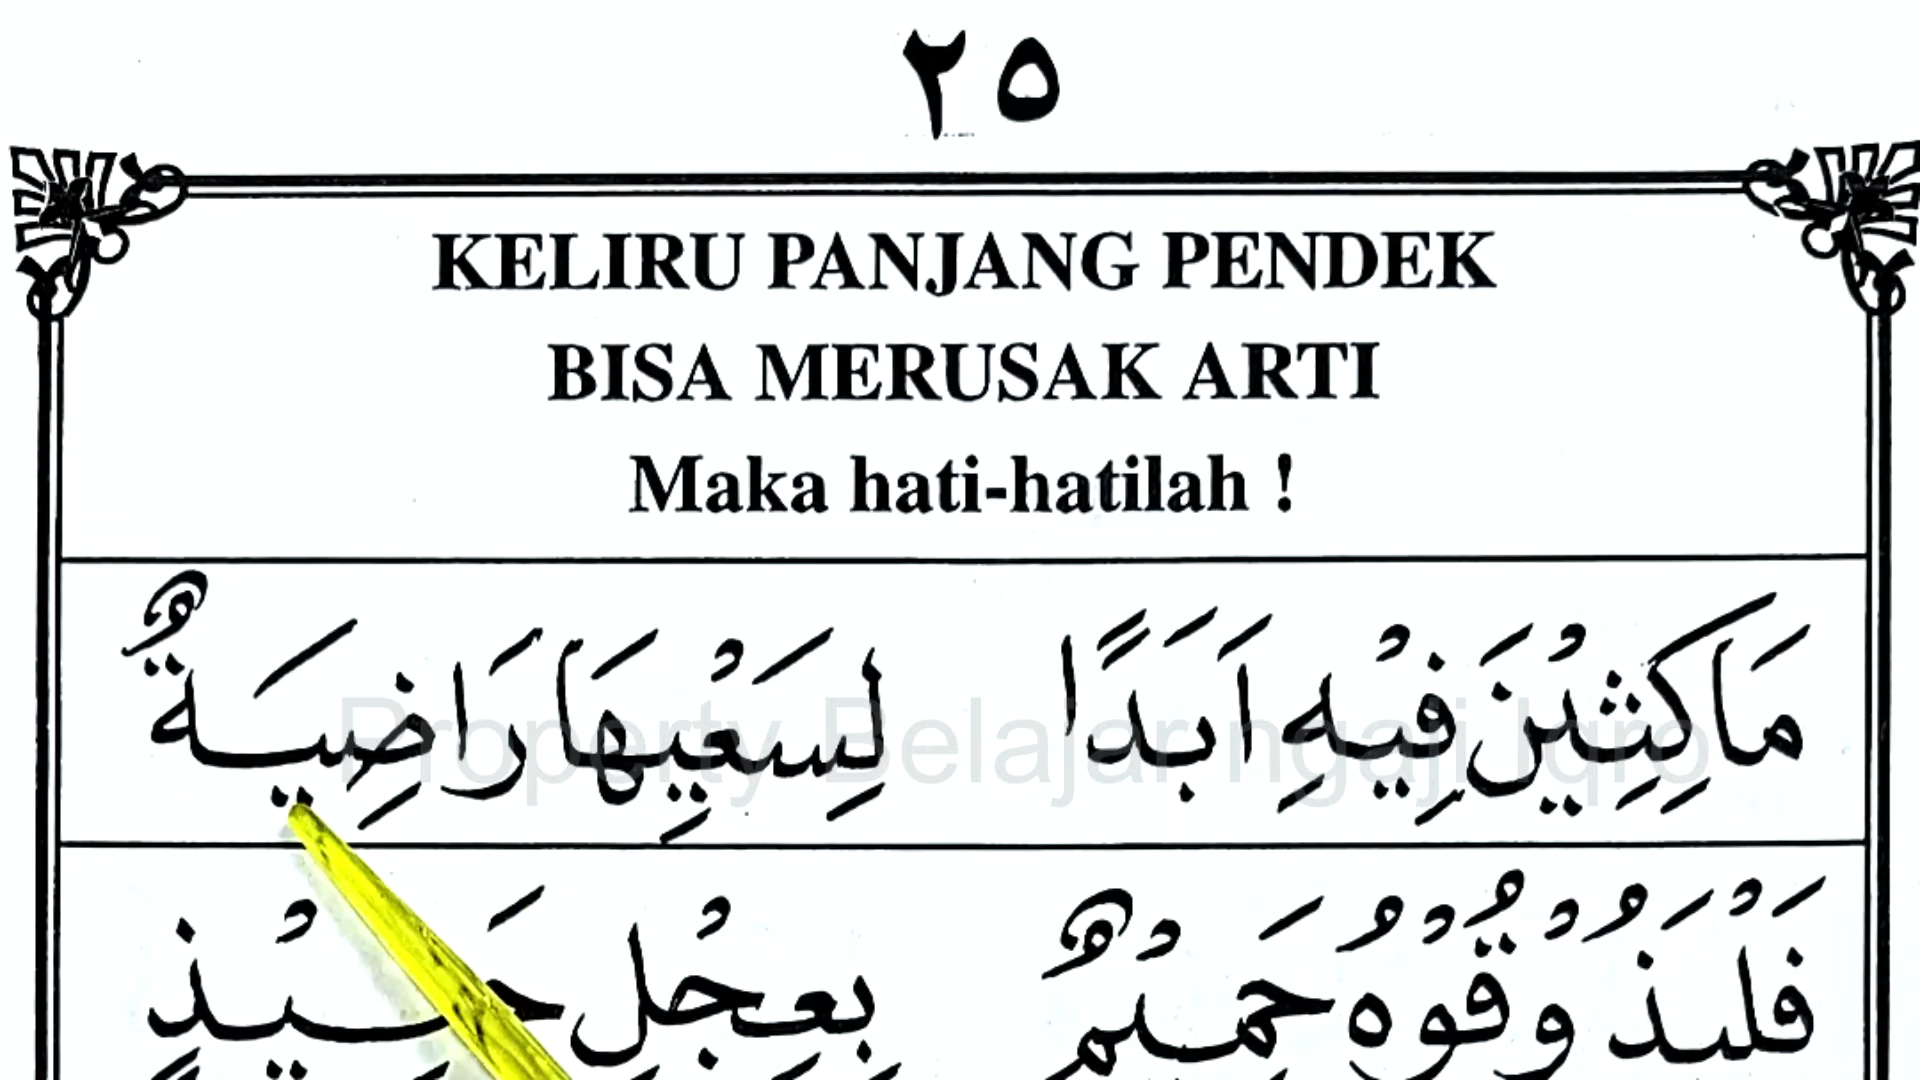 ٢٥
KELIRU PANJANG PENDEK
BISA MERUSAK ARTI
Maka hati-hatilah !
مَاكِثِيْنَ فِيْهِ اَبَدًا لِسَعْيِهَا رَاضِيَةٌ
Property Belajar ngaji Iqro
فَلْيَذُوْقُوْهُ حَمِيْمٌ بِعِجْلٍ حَنِيْذٍ